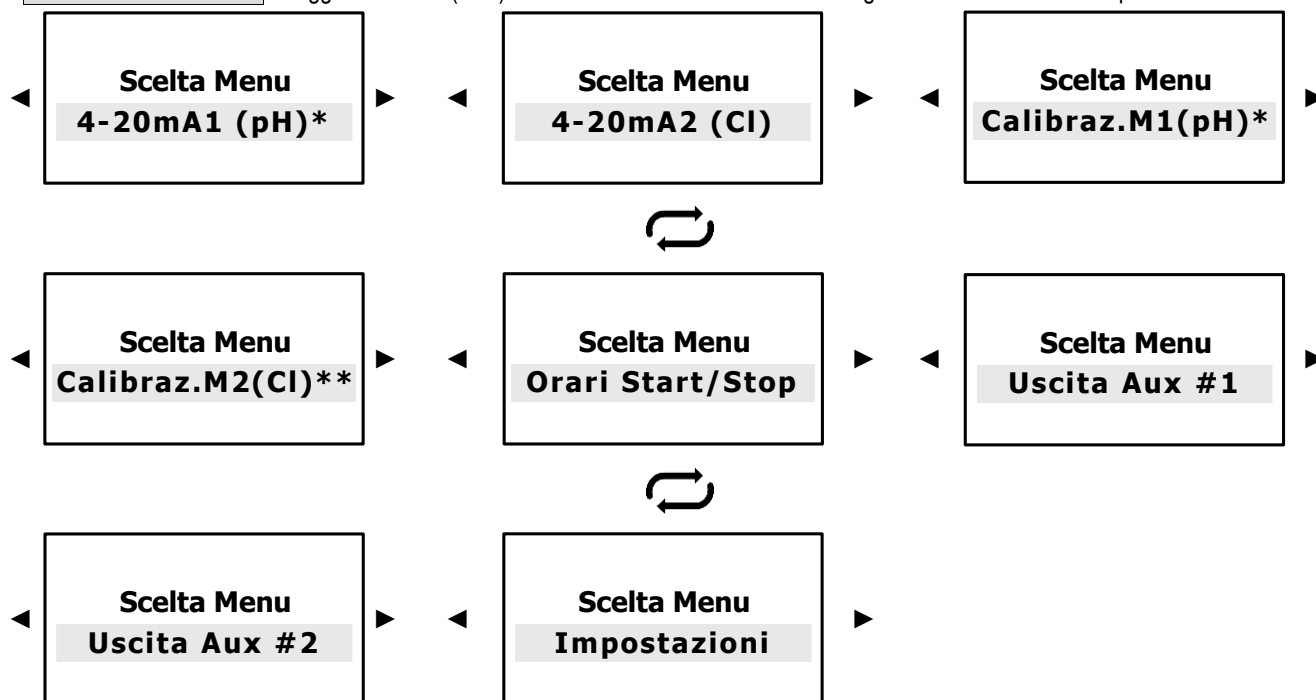 Scelta Menu
4-20mA1 (pH)*
Scelta Menu
4-20mA2 (Cl)
Scelta Menu
Calibraz.M1(pH)*
Scelta Menu
Calibraz.M2(Cl)**
Scelta Menu
Orari Start/Stop
Scelta Menu
Uscita Aux #1
Scelta Menu
Uscita Aux #2
Scelta Menu
Impostazioni